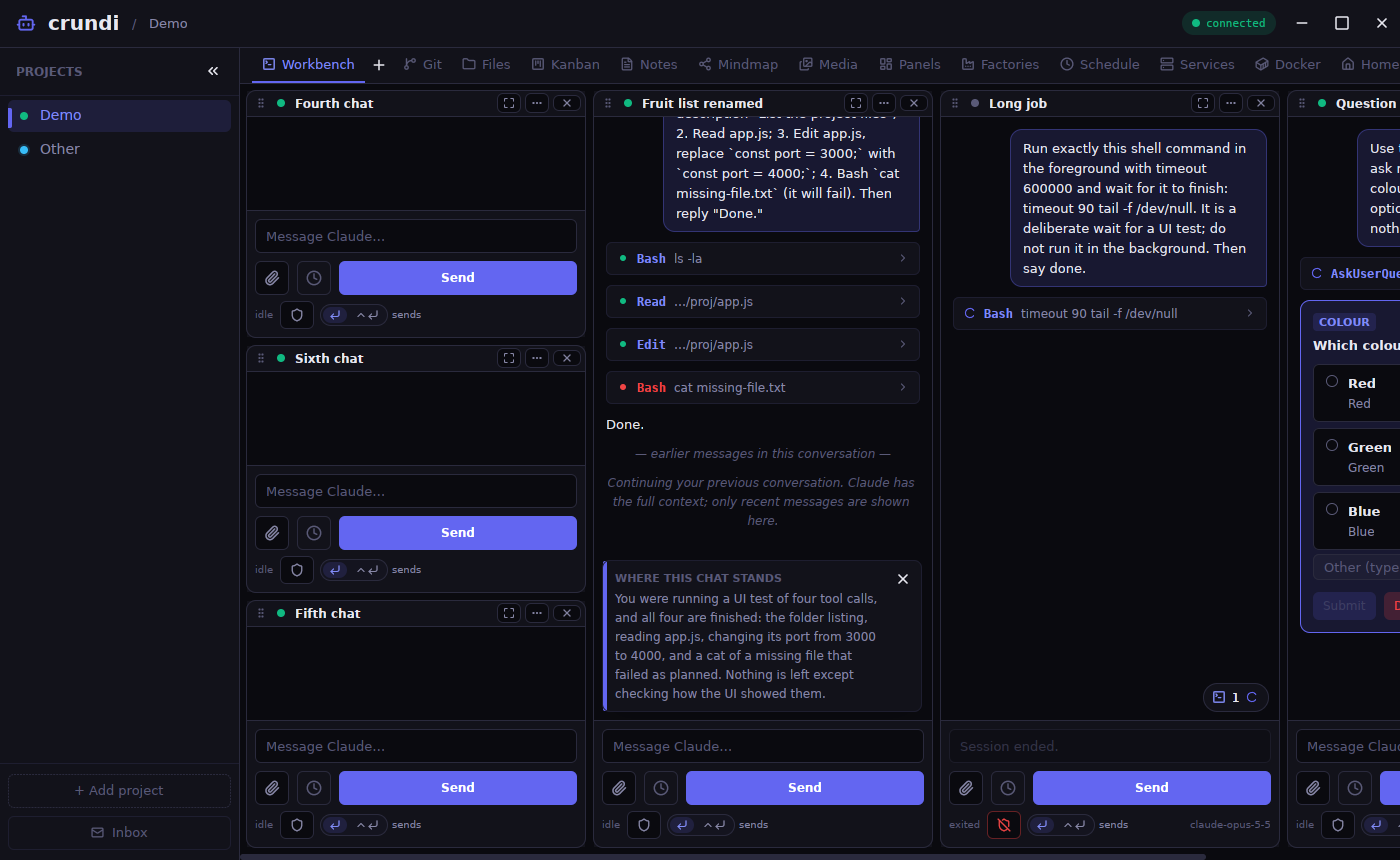 crundi / Demo
connected
PROJECTS
Demo
Other
+ Add project
Inbox
Workbench
Git
Files
Kanban
Notes
Mindmap
Media
Panels
Factories
Schedule
Services
Docker
Home
Fourth chat
Message Claude...
Send
idle
sends
Sixth chat
Message Claude...
Send
idle
sends
Fifth chat
Message Claude...
Send
idle
sends
Fruit list renamed
2. Read app.js; 3. Edit app.js,
replace `const port = 3000;` with
`const port = 4000;`; 4. Bash `cat
missing-file.txt` (it will fail). Then
reply "Done."
Bash ls -la
Read .../proj/app.js
Edit .../proj/app.js
Bash cat missing-file.txt
Done.
— earlier messages in this conversation —
Continuing your previous conversation. Claude has
the full context; only recent messages are shown
here.
WHERE THIS CHAT STANDS
You were running a UI test of four tool calls,
and all four are finished: the folder listing,
reading app.js, changing its port from 3000
to 4000, and a cat of a missing file that
failed as planned. Nothing is left except
checking how the UI showed them.
Message Claude...
Send
idle
sends
Long job
Run exactly this shell command in
the foreground with timeout
600000 and wait for it to finish:
timeout 90 tail -f /dev/null. It is a
deliberate wait for a UI test; do
not run it in the background. Then
say done.
Bash timeout 90 tail -f /dev/null
1
Session ended.
Send
exited
sends
claude-opus-5-5
Question
Use
ask
AskUserQue
COLOUR
Which colou
Red
Red
Green
Green
Blue
Blue
Other (type
Submit
Message Clau
idle